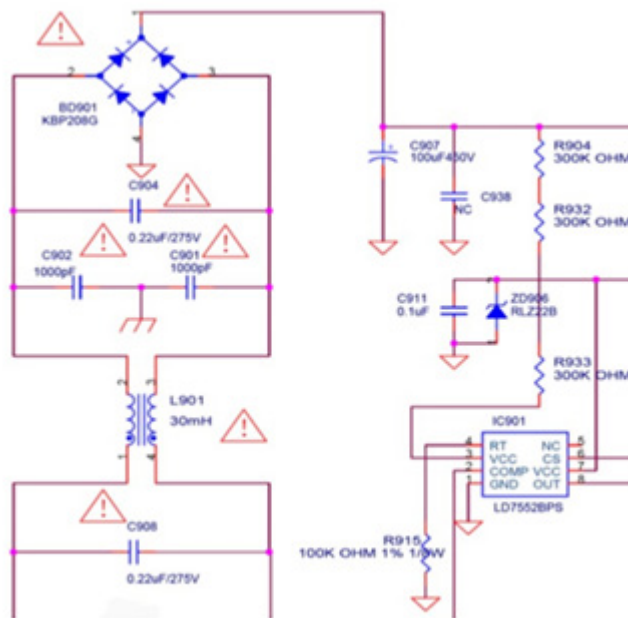 1
2
3
4
BD901
KBP208G
C904
0.22uF/275V
C902
1000pF
C901
1000pF
2
3
L901
30mH
1
4
C908
0.22uF/275V
C907
100uF450V
C938
NC
R904
300K OHM
R932
300K OHM
C911
0.1uF
ZD906
RLZ22B
R933
300K OHM
IC901
4 RT NC 5
3 VCC CS 6
2 COMP VCC 7
1 GND OUT 8
LD7552BPS
R915
100K OHM 1%